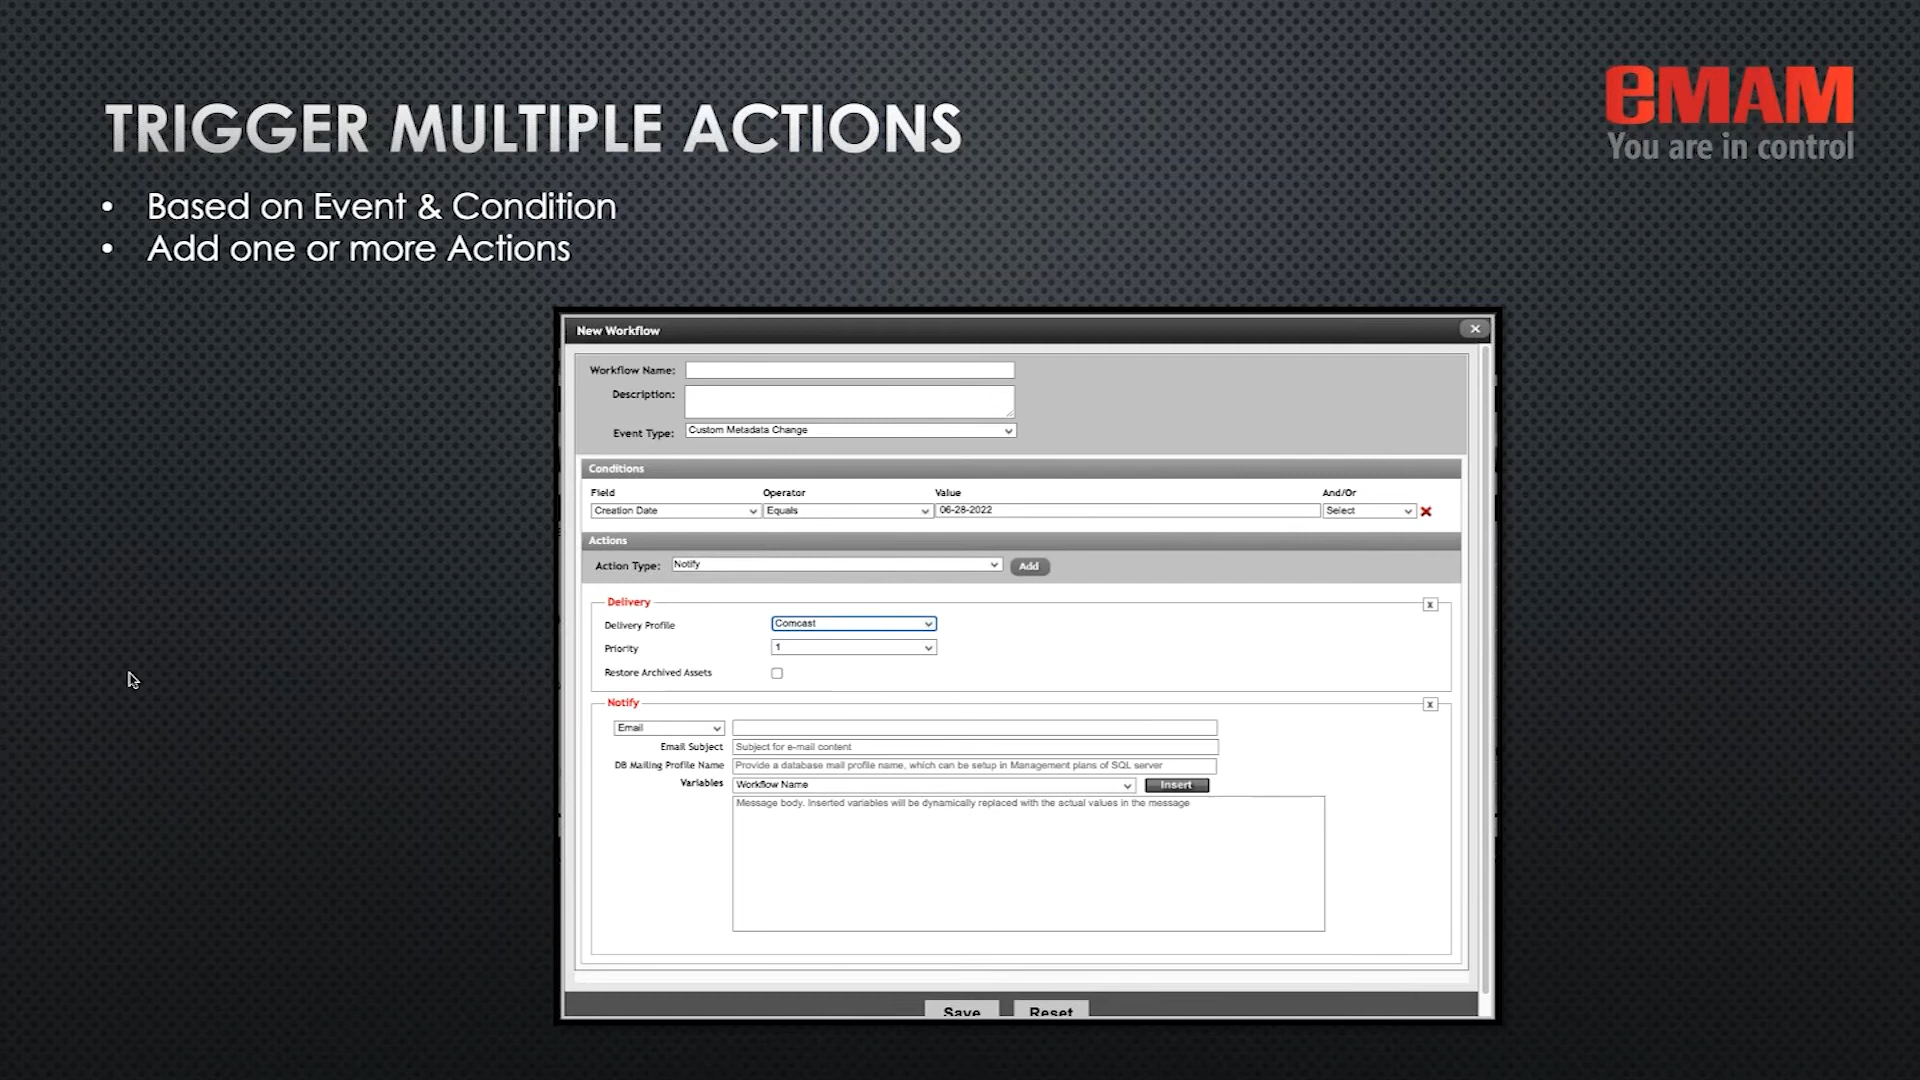 TRIGGER MULTIPLE ACTIONS
eMAM
You are in control
• Based on Event & Condition
• Add one or more Actions
New Workflow
Workflow Name:
Description:
Event Type: Custom Metadata Change
Conditions
Field Operator Value And/Or
Creation Date Equals 06-28-2022 Select
Actions
Action Type: Notify Add
Delivery x
Delivery Profile Comcast
Priority 1
Restore Archived Assets
Notify x
Email
Email Subject Subject for e-mail content
DB Mailing Profile Name Provide a database mail profile name, which can be setup in Management plans of SQL server
Variables Workflow Name Insert
Message body. Inserted variables will be dynamically replaced with the actual values in the message
Save Reset